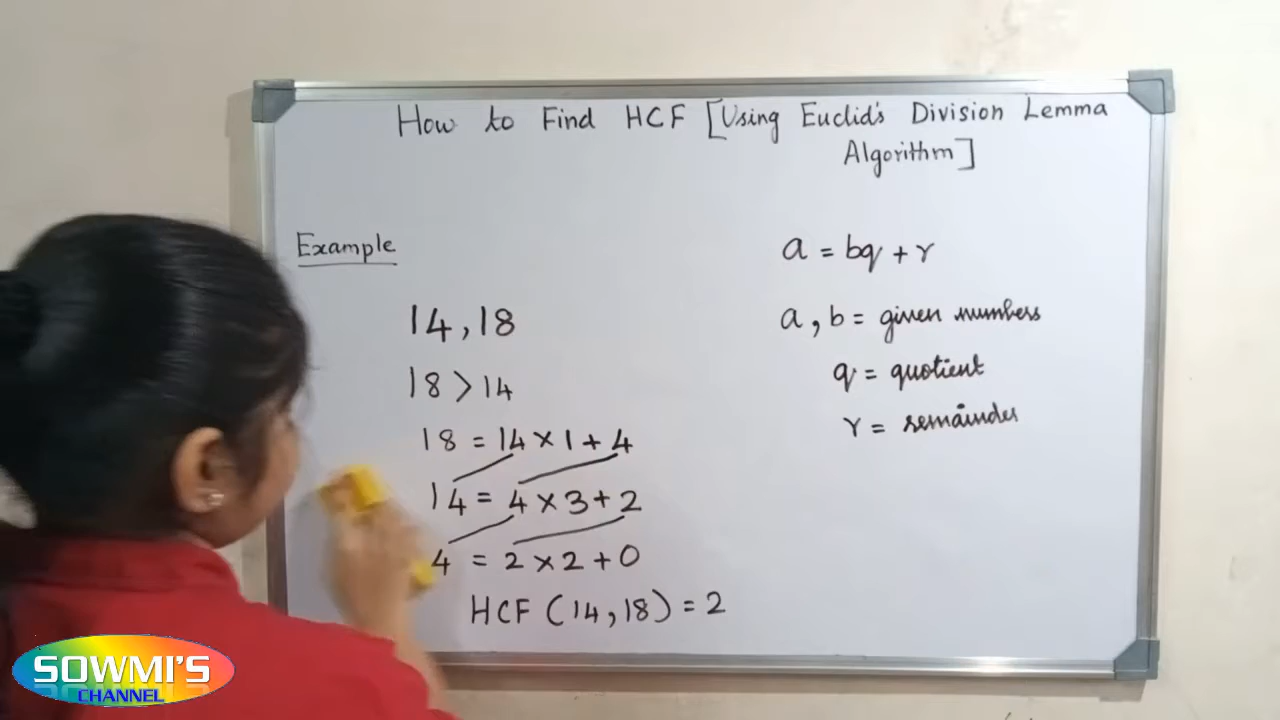 How to Find HCF [Using Euclid's Division Lemma
Algorithm]
Example
14, 18
18 > 14
18 = 14 × 1 + 4
14 = 4 × 3 + 2
4 = 2 × 2 + 0
HCF (14, 18) = 2
a = bq + r
a, b = given numbers
q = quotient
r = remainder
SOWMI'S
CHANNEL